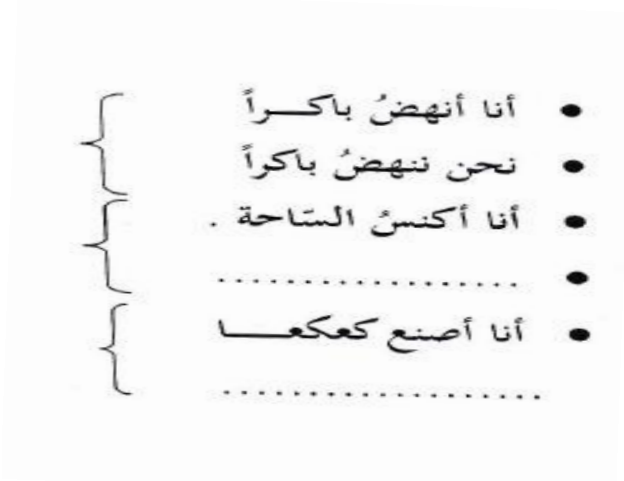 • أنا أنهضُ باكـــراً
• نحن ننهضُ باكراً
• أنا أكنسُ السّاحة .
• .....................
• أنا أصنع كعكعـــا
......................